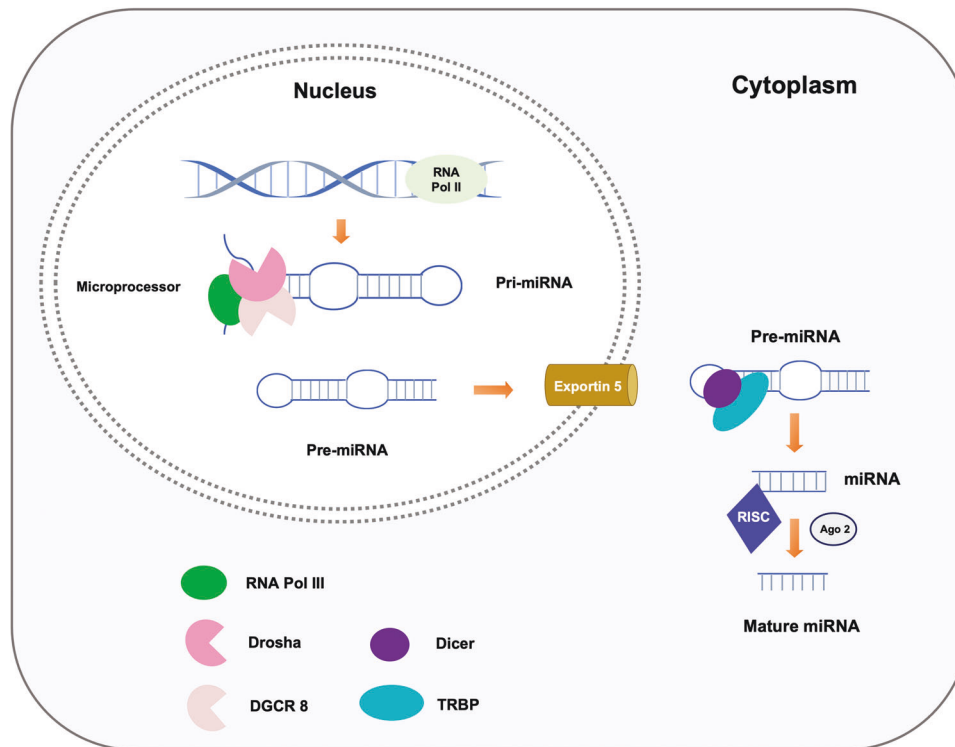 Nucleus
Cytoplasm
RNA
Pol II
Microprocessor
Pri-miRNA
Pre-miRNA
Exportin 5
Pre-miRNA
miRNA
RISC
Ago 2
Mature miRNA
RNA Pol III
Drosha
Dicer
DGCR 8
TRBP